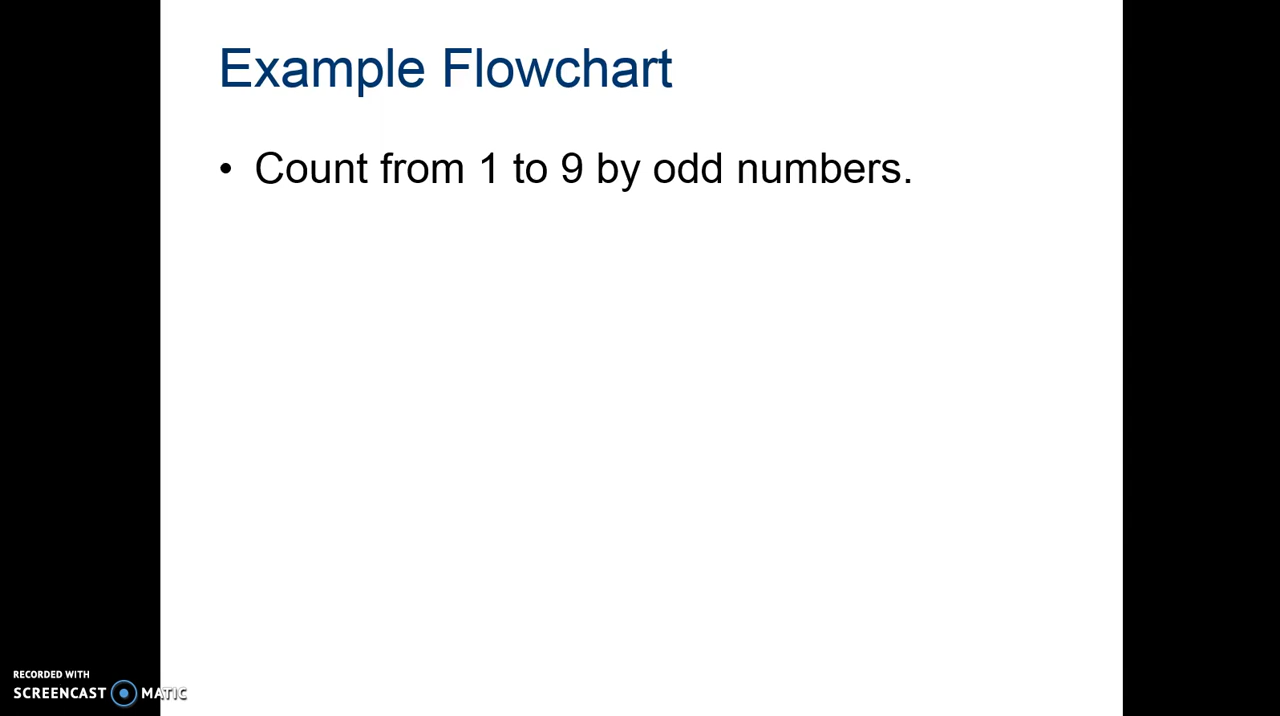 Example Flowchart
• Count from 1 to 9 by odd numbers.
RECORDED WITH
SCREENCAST MATIC